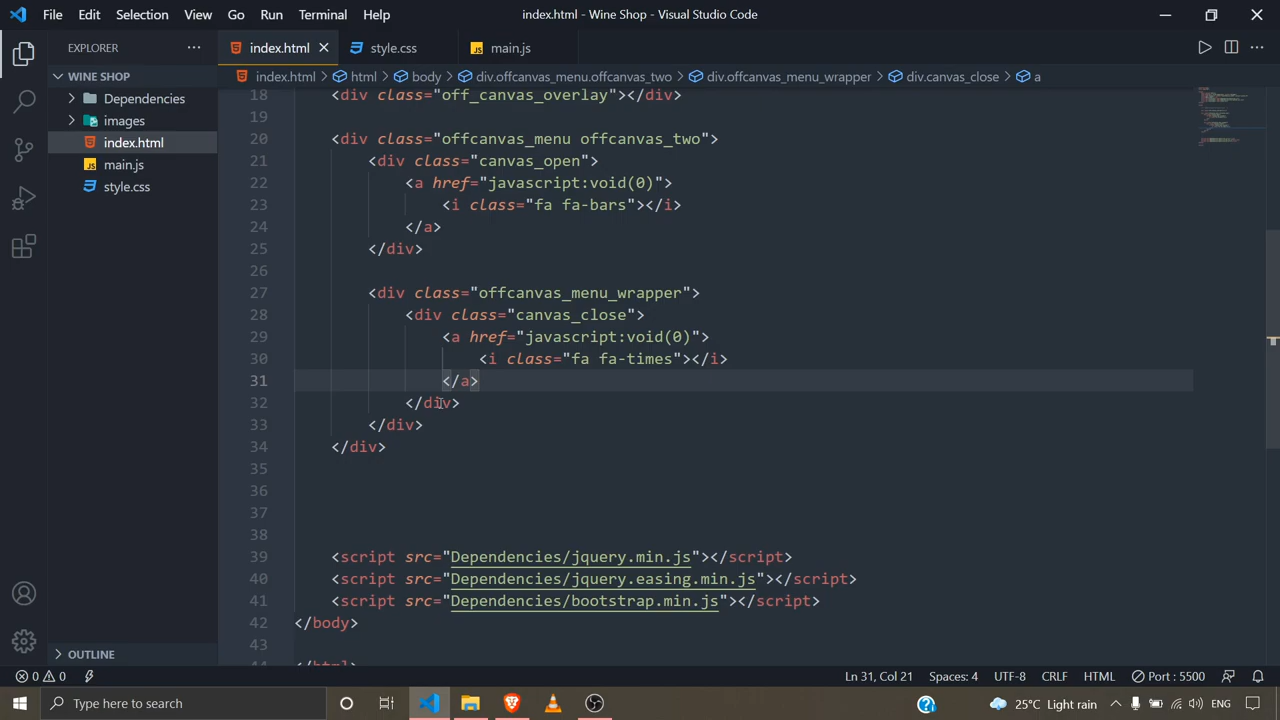 File Edit Selection View Go Run Terminal Help index.html - Wine Shop - Visual Studio Code
EXPLORER index.html style.css main.js
WINE SHOP index.html > html > body > div.offcanvas_menu.offcanvas_two > div.offcanvas_menu_wrapper > div.canvas_close > a
Dependencies
images
index.html
main.js
style.css
18 <div class="off_canvas_overlay"></div>
19
20 <div class="offcanvas_menu offcanvas_two">
21 <div class="canvas_open">
22 <a href="javascript:void(0)">
23 <i class="fa fa-bars"></i>
24 </a>
25 </div>
26
27 <div class="offcanvas_menu_wrapper">
28 <div class="canvas_close">
29 <a href="javascript:void(0)">
30 <i class="fa fa-times"></i>
31 </a>
32 </div>
33 </div>
34 </div>
35
36
37
38
39 <script src="Dependencies/jquery.min.js"></script>
40 <script src="Dependencies/jquery.easing.min.js"></script>
41 <script src="Dependencies/bootstrap.min.js"></script>
42 </body>
43
44 </html>
OUTLINE
0 0 Ln 31, Col 21 Spaces: 4 UTF-8 CRLF HTML Port : 5500
Type here to search 25°C Light rain ENG